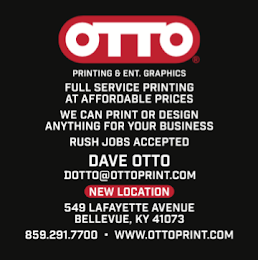 OTTO®
PRINTING & ENT. GRAPHICS
FULL SERVICE PRINTING
AT AFFORDABLE PRICES
WE CAN PRINT OR DESIGN
ANYTHING FOR YOUR BUSINESS
RUSH JOBS ACCEPTED
DAVE OTTO
DOTTO@OTTOPRINT.COM
NEW LOCATION
549 LAFAYETTE AVENUE
BELLEVUE, KY 41073
859.291.7700 • WWW.OTTOPRINT.COM